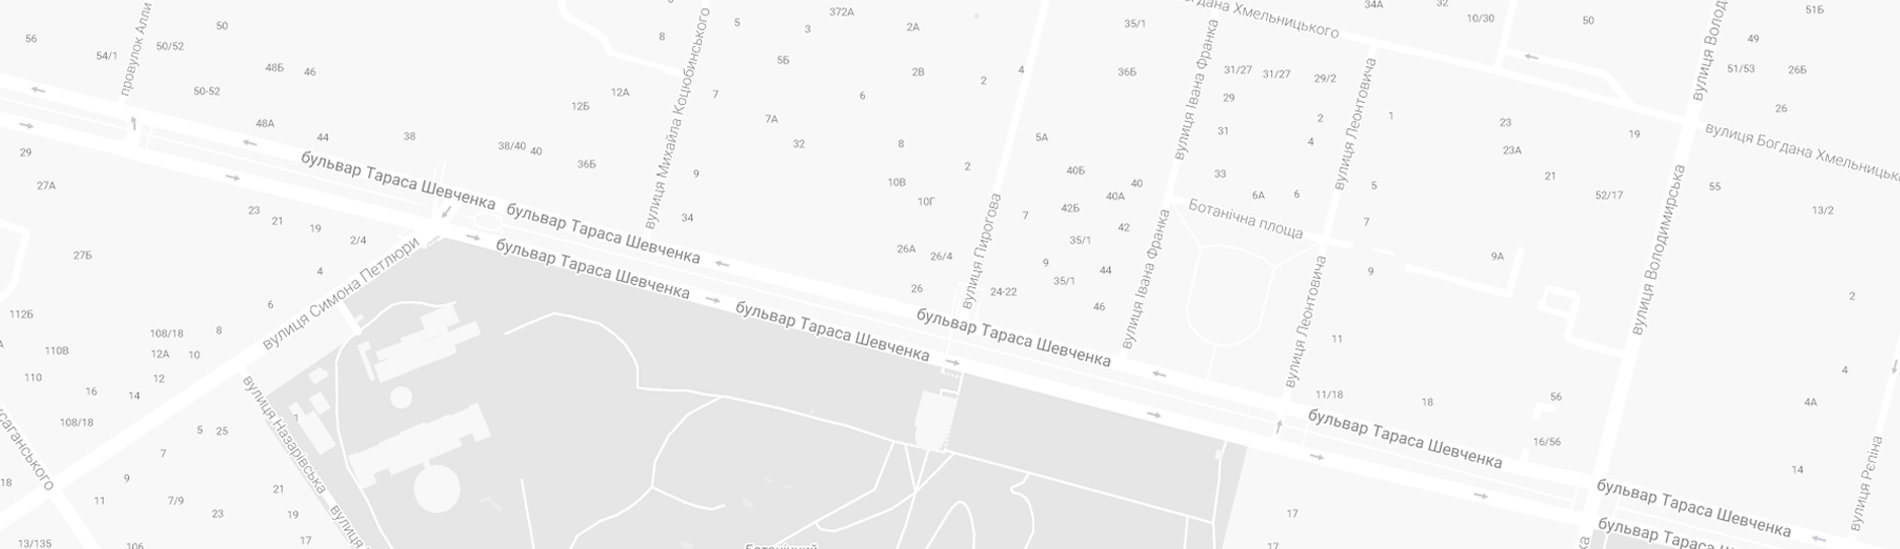 50
56
54/1
провулок Алли
50/52
48Б
46
50-52
48А
44
38
12Б
12А
38/40
40
36Б
8
вулиця Михайла Коцюбинського
5
372А
3
2А
5Б
2В
2
4
7
6
7А
32
8
9
34
10В
10Г
2
26А
26/4
26
24-22
вулиця Пирогова
5А
7
9
35/1
36Б
40Б
40
40А
42Б
42
35/1
44
35/1
46
вулиця Івана Франка
вулиця Івана Франка
Богдана Хмельницького
34А
32
10/30
50
31/27
31/27
29/2
29
2
31
4
33
6А
6
Ботанічна площа
вулиця Леонтовича
вулиця Леонтовича
1
5
7
9
11
11/18
18
23
23А
21
19
52/17
9А
56
16/56
вулиця Волод
вулиця Володимирська
51Б
49
51/53
26Б
26
вулиця Богдана Хмельницько
55
13/2
2
4
4А
14
вулиця Рєпіна
бульвар Тараса Шевченка
бульвар Тараса Шевченка
бульвар Тараса Шевченка
бульвар Тараса Шевченка
бульвар Тараса Шевченка
бульвар Тараса Шевченка
бульвар Тараса Шевченка
бульвар Тараса Шевченка
29
27А
23
21
19
2/4
27Б
4
6
вулиця Симона Петлюри
112Б
108/18
8
110В
12А
10
110
12
16
14
108/18
5
25
1
вулиця Назарівська
вулиця
саганського
7
9
18
11
7/9
21
23
19
17
13/135
106
17
17